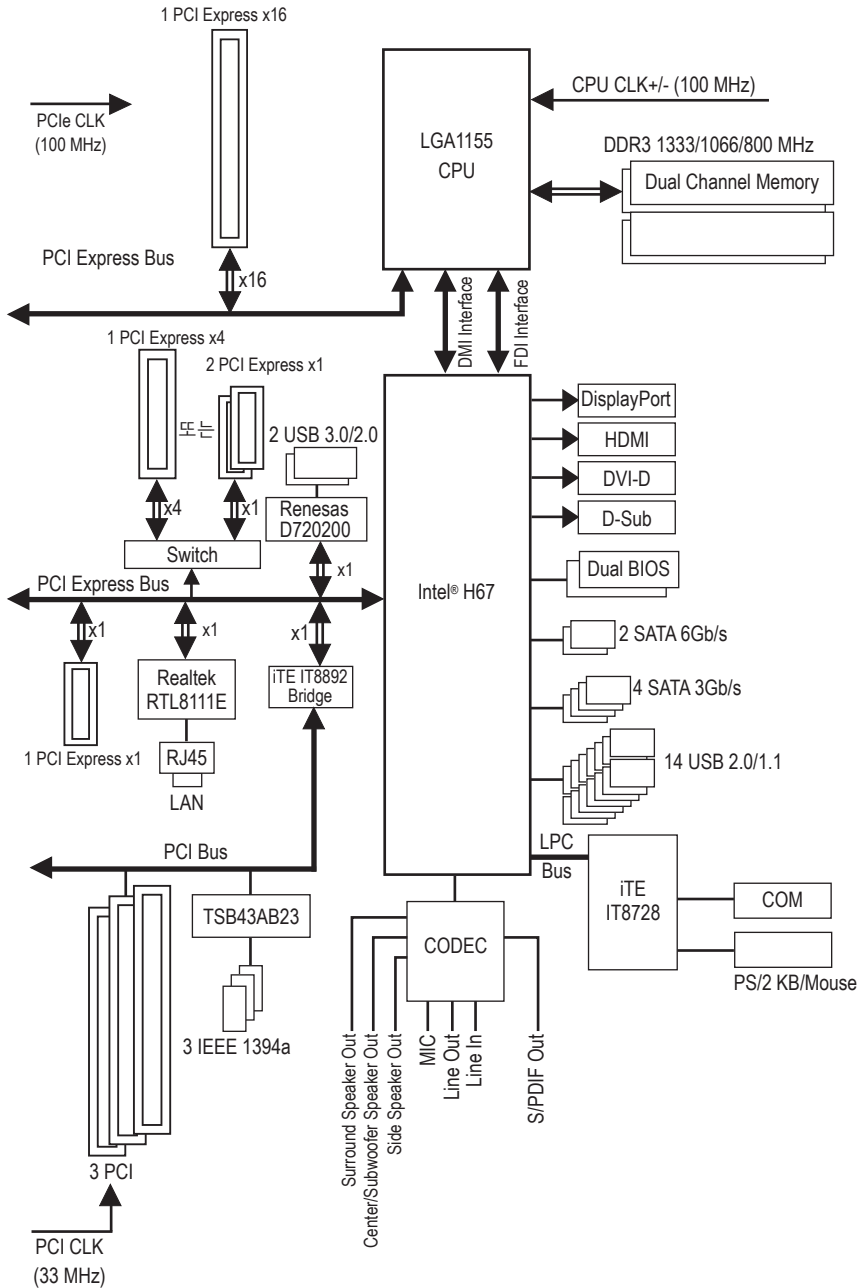 1 PCI Express x16
PCIe CLK
(100 MHz)
LGA1155
CPU
CPU CLK+/- (100 MHz)
DDR3 1333/1066/800 MHz
Dual Channel Memory
PCI Express Bus
x16
DMI Interface
FDI Interface
1 PCI Express x4
2 PCI Express x1
2 USB 3.0/2.0
Renesas
D720200
x4
x1
Switch
x1
PCI Express Bus
Intel® H67
DisplayPort
HDMI
DVI-D
D-Sub
Dual BIOS
2 SATA 6Gb/s
4 SATA 3Gb/s
14 USB 2.0/1.1
x1
x1
x1
Realtek
RTL8111E
iTE IT8892
Bridge
1 PCI Express x1
RJ45
LAN
LPC
Bus
iTE
IT8728
COM
PS/2 KB/Mouse
PCI Bus
TSB43AB23
3 IEEE 1394a
CODEC
Surround Speaker Out
Center/Subwoofer Speaker Out
Side Speaker Out
MIC
Line Out
Line In
S/PDIF Out
3 PCI
PCI CLK
(33 MHz)